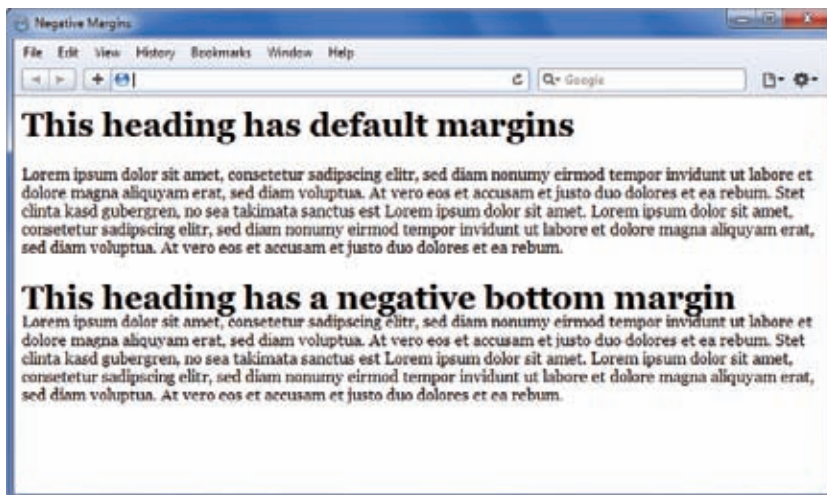 Negative Margins
File Edit View History Bookmarks Window Help
Google
This heading has default margins
Lorem ipsum dolor sit amet, consetetur sadipscing elitr, sed diam nonumy eirmod tempor invidunt ut labore et
dolore magna aliquyam erat, sed diam voluptua. At vero eos et accusam et justo duo dolores et ea rebum. Stet
clinta kasd gubergren, no sea takimata sanctus est Lorem ipsum dolor sit amet. Lorem ipsum dolor sit amet,
consetetur sadipscing elitr, sed diam nonumy eirmod tempor invidunt ut labore et dolore magna aliquyam erat,
sed diam voluptua. At vero eos et accusam et justo duo dolores et ea rebum.
This heading has a negative bottom margin
Lorem ipsum dolor sit amet, consetetur sadipscing elitr, sed diam nonumy eirmod tempor invidunt ut labore et
dolore magna aliquyam erat, sed diam voluptua. At vero eos et accusam et justo duo dolores et ea rebum. Stet
clinta kasd gubergren, no sea takimata sanctus est Lorem ipsum dolor sit amet. Lorem ipsum dolor sit amet,
consetetur sadipscing elitr, sed diam nonumy eirmod tempor invidunt ut labore et dolore magna aliquyam erat,
sed diam voluptua. At vero eos et accusam et justo duo dolores et ea rebum.